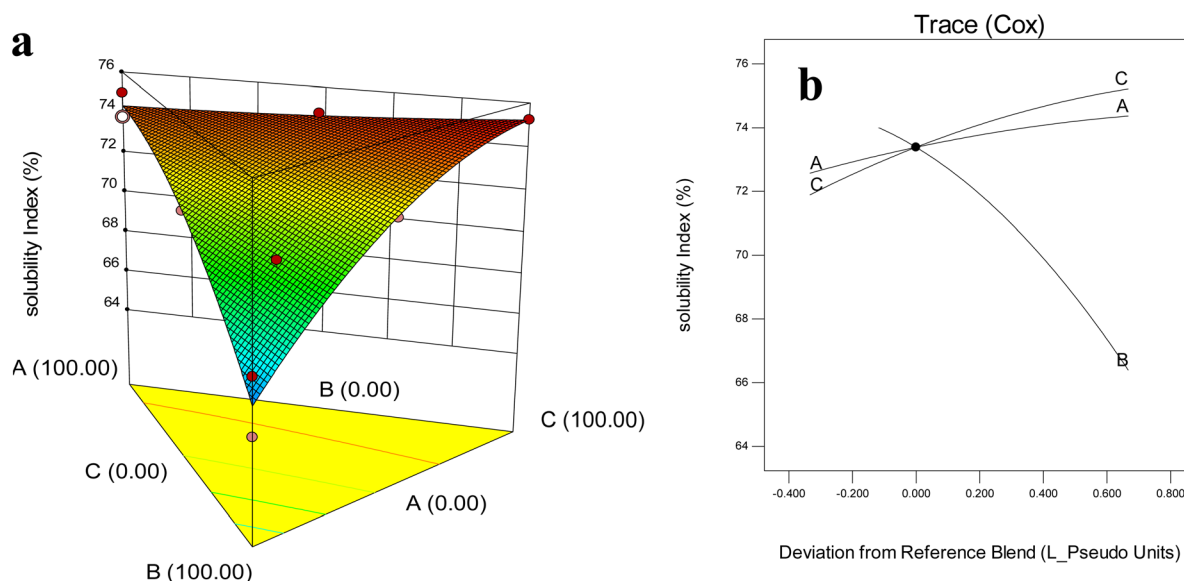 a
76
74
72
70
68
66
64
solubility Index (%)
A (100.00)
B (0.00)
C (100.00)
C (0.00)
A (0.00)
B (100.00)
Trace (Cox)
b
76
74
72
70
68
66
64
solubility Index (%)
C
A
A
C
B
-0.400 -0.200 0.000 0.200 0.400 0.600 0.800
Deviation from Reference Blend (L_Pseudo Units)